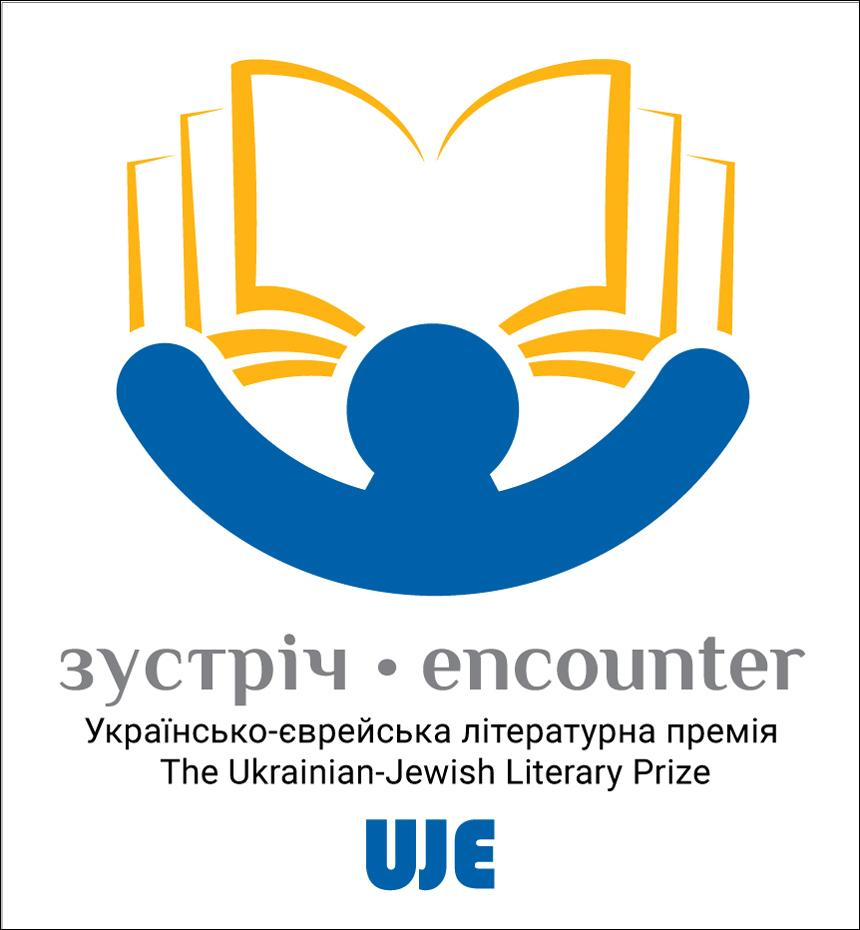 зустріч • encounter
Українсько-єврейська літературна премія
The Ukrainian-Jewish Literary Prize
UJE